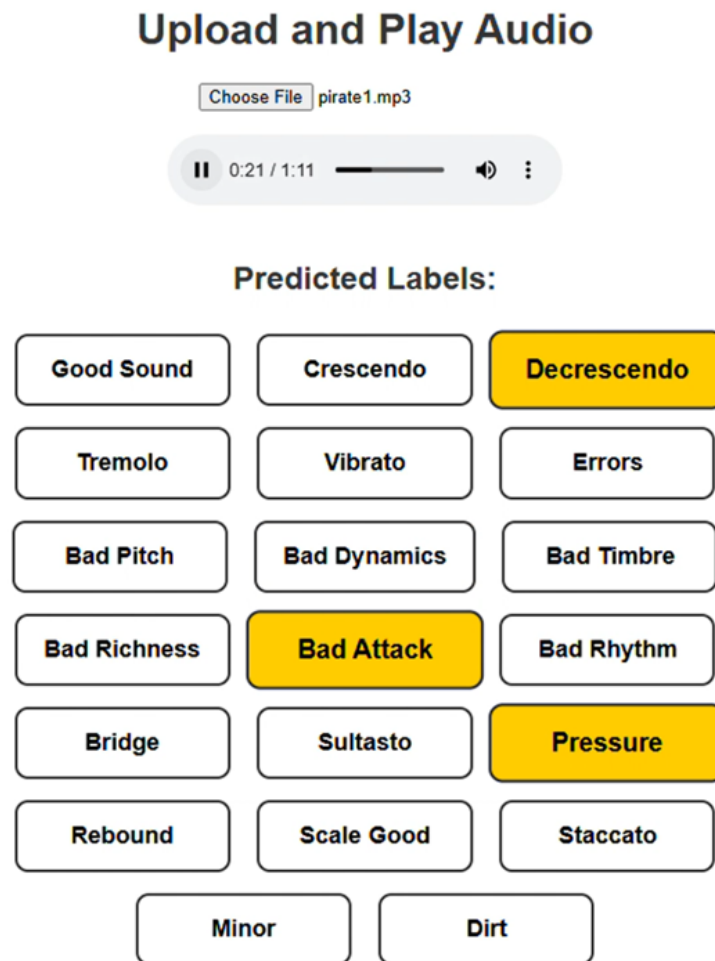 Upload and Play Audio
Choose File pirate1.mp3
0:21 / 1:11
Predicted Labels:
Good Sound Crescendo Decrescendo
Tremolo Vibrato Errors
Bad Pitch Bad Dynamics Bad Timbre
Bad Richness Bad Attack Bad Rhythm
Bridge Sultasto Pressure
Rebound Scale Good Staccato
Minor Dirt